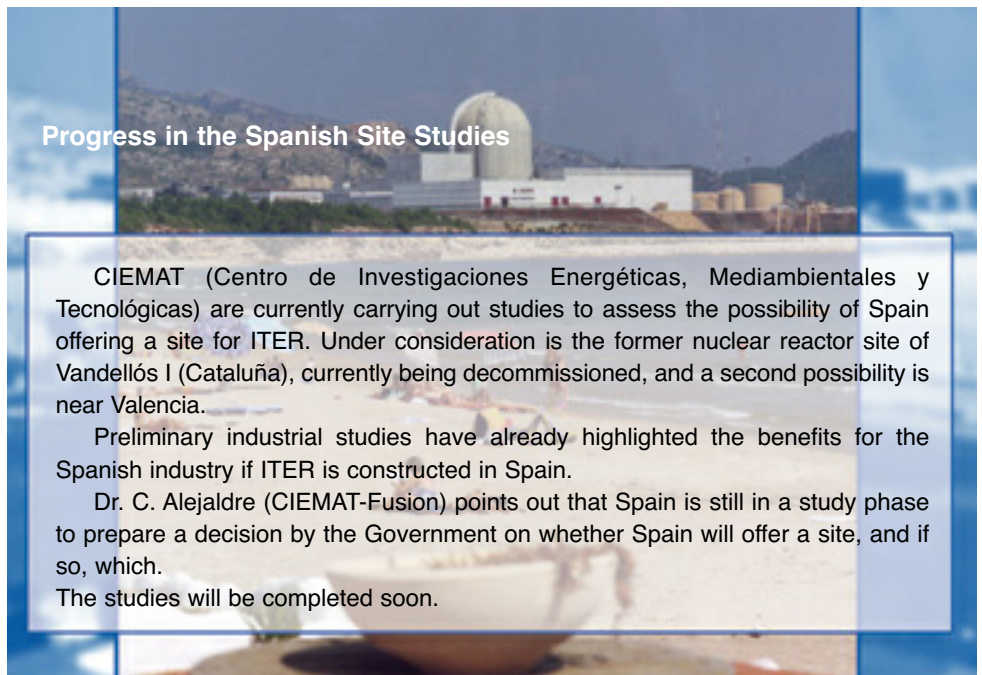 Progress in the Spanish Site Studies
CIEMAT (Centro de Investigaciones Energéticas, Mediambientales y
Tecnológicas) are currently carrying out studies to assess the possibility of Spain
offering a site for ITER. Under consideration is the former nuclear reactor site of
Vandellós I (Cataluña), currently being decommissioned, and a second possibility is
near Valencia.
Preliminary industrial studies have already highlighted the benefits for the
Spanish industry if ITER is constructed in Spain.
Dr. C. Alejaldre (CIEMAT-Fusion) points out that Spain is still in a study phase
to prepare a decision by the Government on whether Spain will offer a site, and if
so, which.
The studies will be completed soon.